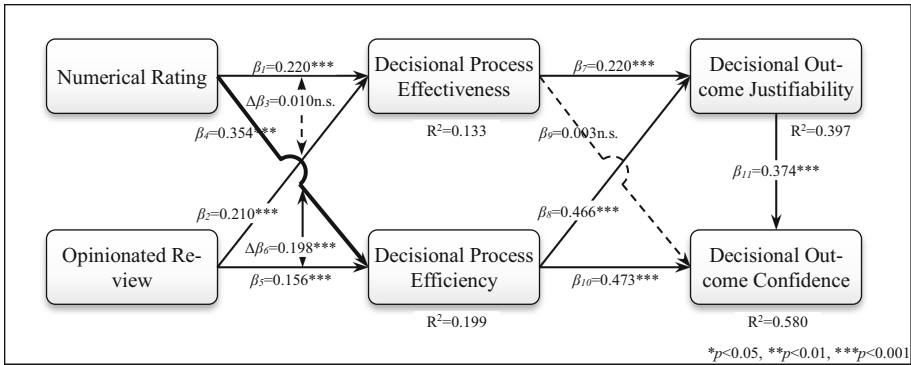 Numerical Rating
β1=0.220***
Decisional Process
Effectiveness
β7=0.220***
Decisional Out-
come Justifiability
Δβ3=0.010n.s.
R²=0.133
R²=0.397
β4=0.354***
β9=0.003n.s.
β11=0.374***
β2=0.210***
β8=0.466***
Opinionated Re-
view
Δβ6=0.198***
β5=0.156***
Decisional Process
Efficiency
β10=0.473***
Decisional Out-
come Confidence
R²=0.199
R²=0.580
*p<0.05, **p<0.01, ***p<0.001